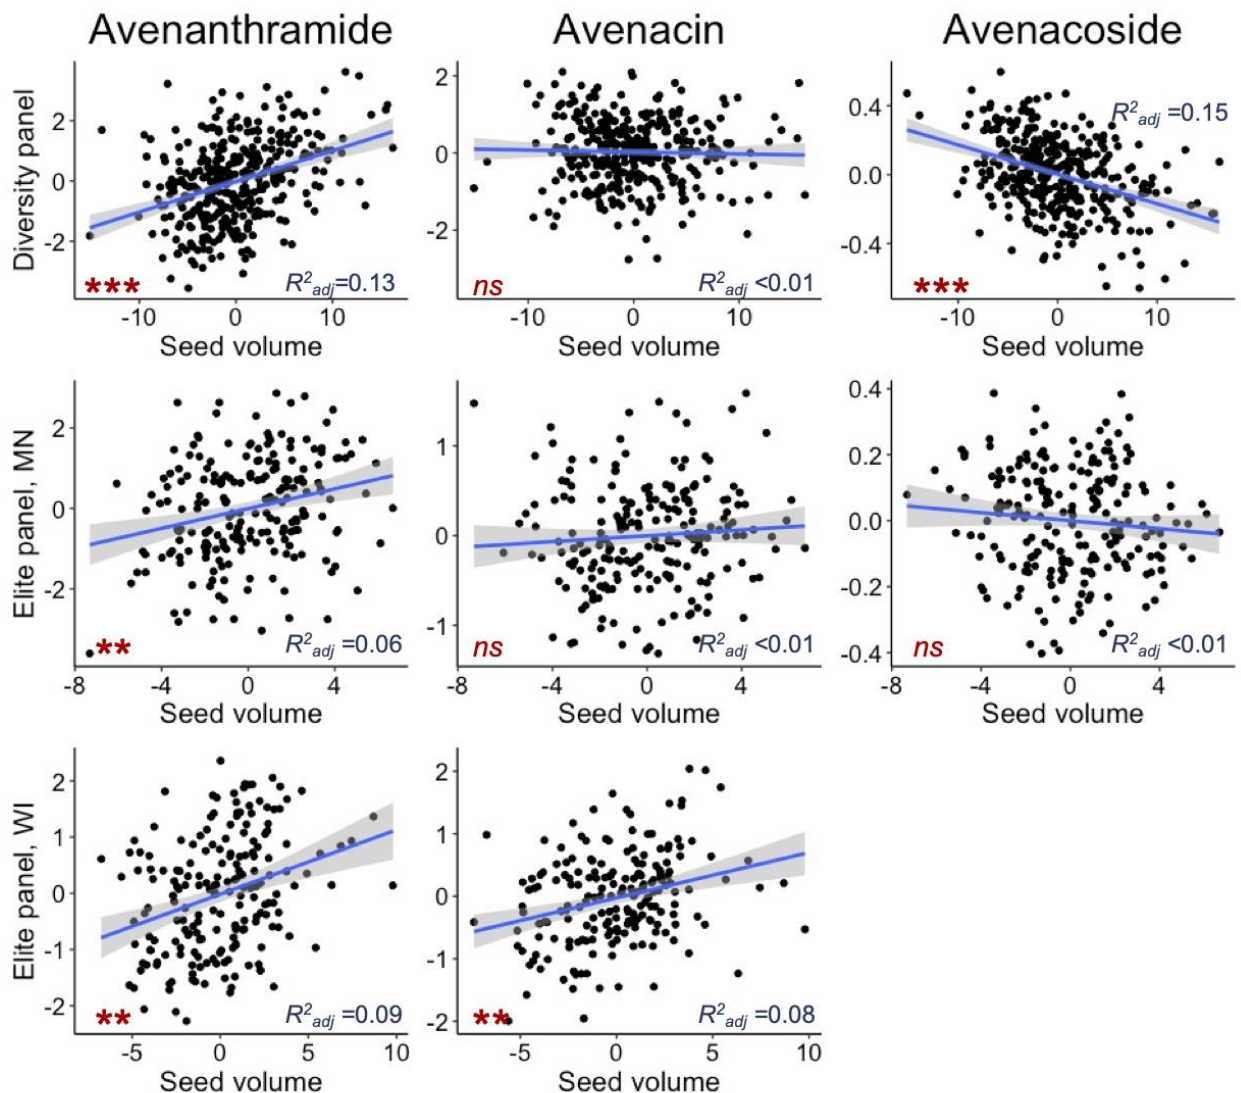 Avenanthramide Avenacin Avenacoside
Diversity panel
2
0
-2
***
R²adj=0.13
-10 0 10
Seed volume
2
0
-2
ns
R²adj <0.01
-10 0 10
Seed volume
0.4
0.0
-0.4
R²adj =0.15
***
-10 0 10
Seed volume
Elite panel, MN
2
0
-2
**
R²adj =0.06
-8 -4 0 4
Seed volume
1
0
-1
ns
R²adj <0.01
-8 -4 0 4
Seed volume
0.4
0.2
0.0
-0.2
-0.4
ns
R²adj <0.01
-8 -4 0 4
Seed volume
Elite panel, WI
2
1
0
-1
-2
**
R²adj =0.09
-5 0 5 10
Seed volume
2
1
0
-1
-2
**
R²adj =0.08
-5 0 5 10
Seed volume